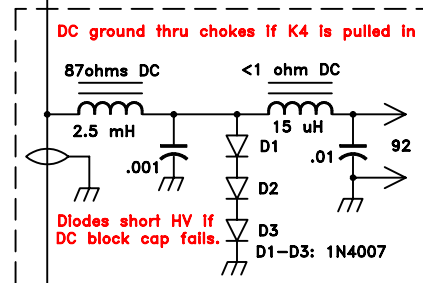 DC ground thru chokes if K4 is pulled in
87ohms DC
<1 ohm DC
2.5 mH
15 uH
92
D1
.001
.01
D2
Diodes short HV if
DC block cap fails.
D3
D1-D3: 1N4007